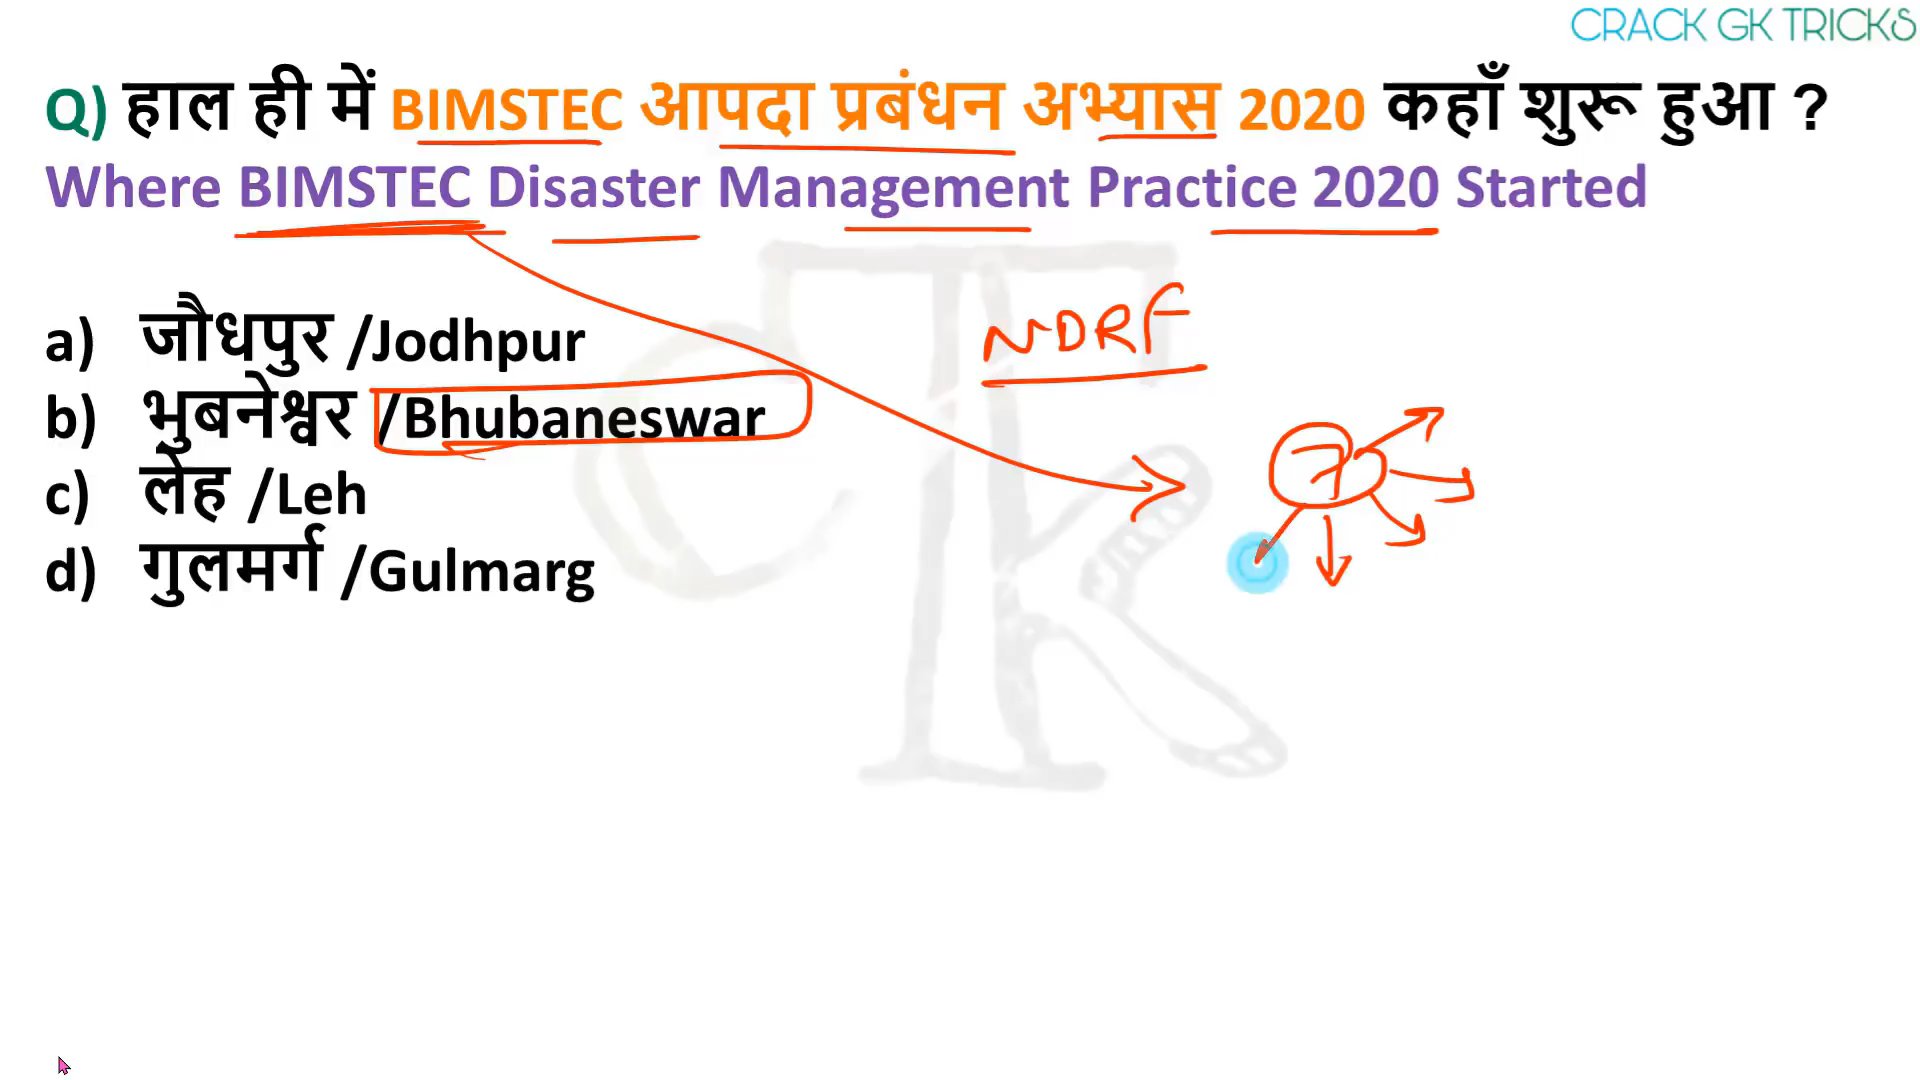 CRACK GK TRICKS
Q) हाल ही में BIMSTEC आपदा प्रबंधन अभ्यास 2020 कहाँ शुरू हुआ ?
Where BIMSTEC Disaster Management Practice 2020 Started
NDRF
a) जौधपुर /Jodhpur
b) भुबनेश्वर /Bhubaneswar
7
c) लेह /Leh
d) गुलमर्ग /Gulmarg